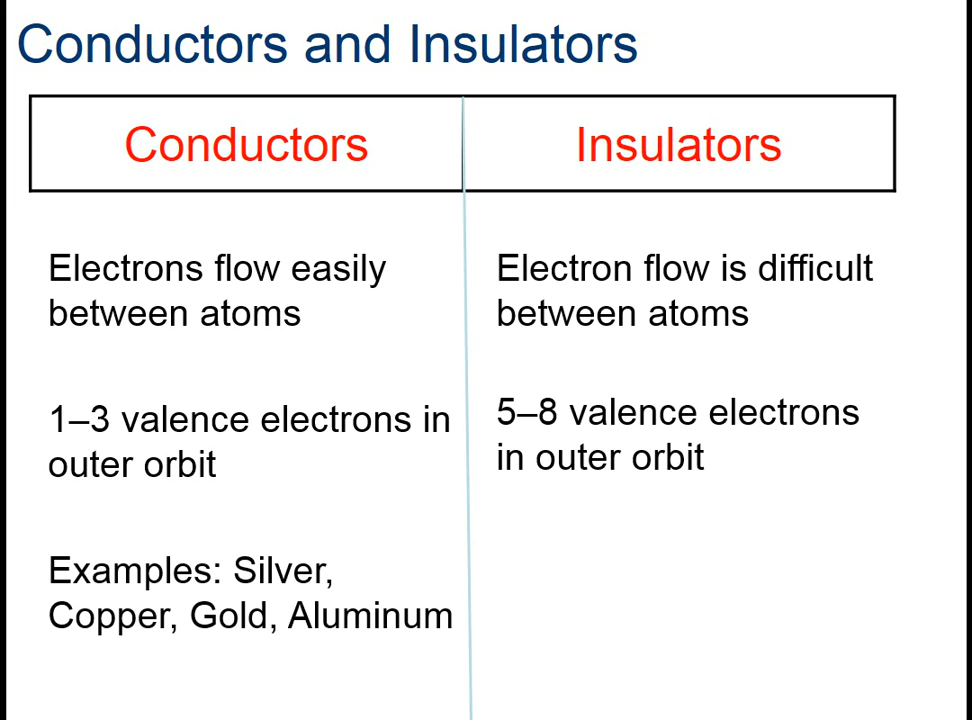 Conductors and Insulators
Conductors
Insulators
Electrons flow easily
between atoms
1–3 valence electrons in
outer orbit
Examples: Silver,
Copper, Gold, Aluminum
Electron flow is difficult
between atoms
5–8 valence electrons
in outer orbit